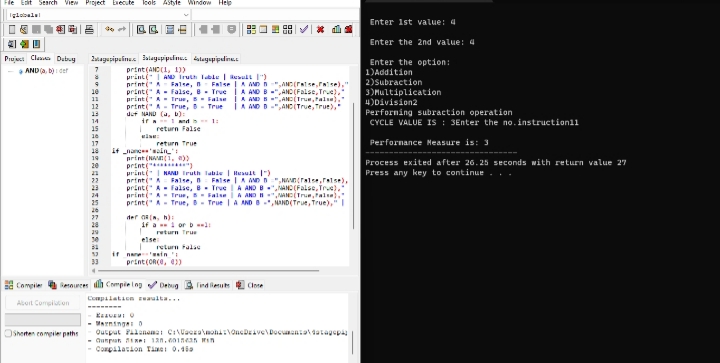 File Edit Search View Project Execute Tools AStyle Window Help
(globals)
Project Classes Debug
AND (a, b) : def
2stagepipeline.c 3stagepipeline.c 4stagepipeline.c
7 print(AND(1, 1))
8 print(" | AND Truth Table | Result |")
9 print(" A = False, B = False | A AND B =",AND(False,False),"
10 print(" A = False, B = True | A AND B =",AND(False,True),"
11 print(" A = True, B = False | A AND B =",AND(True,False),"
12 print(" A = True, B = True | A AND B =",AND(True,True),"
13 def NAND (a, b):
14 if a == 1 and b == 1:
15 return False
16 else:
17 return True
18 if _name=='main_':
19 print(NAND(1, 0))
20 print("*********")
21 print(" | NAND Truth Table | Result |")
22 print(" A = False, B = False | A AND B =",NAND(False,False),
23 print(" A = False, B = True | A AND B =",NAND(False,True),"
24 print(" A = True, B = False | A AND B =",NAND(True,False),"
25 print(" A = True, B = True | A AND B =",NAND(True,True)," |
26
27 def OR(a, b):
28 if a == 1 or b ==1:
29 return True
30 else:
31 return False
32 if _name=='main_':
33 print(OR(0, 0))
Compiler Resources Compile Log Debug Find Results Close
Abort Compilation
Shorten compiler paths
Compilation results...
--------
- Errors: 0
- Warnings: 0
- Output Filename: C:\Users\mohit\OneDrive\Documents\4stagepip
- Output Size: 128.6015625 KiB
- Compilation Time: 0.45s
Enter 1st value: 4
Enter the 2nd value: 4
Enter the option:
1)Addition
2)Subraction
3)Multiplication
4)Division2
Performing subraction operation
CYCLE VALUE IS : 3Enter the no.instruction11
Performance Measure is: 3
--------------------------------
Process exited after 26.25 seconds with return value 27
Press any key to continue . . .